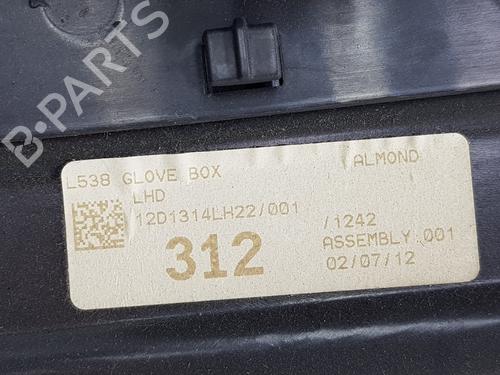 B-PARTS
L538 GLOVE BOX ALMOND
LHD
12D1314LH22/001 /1242
312 ASSEMBLY 001
02/07/12